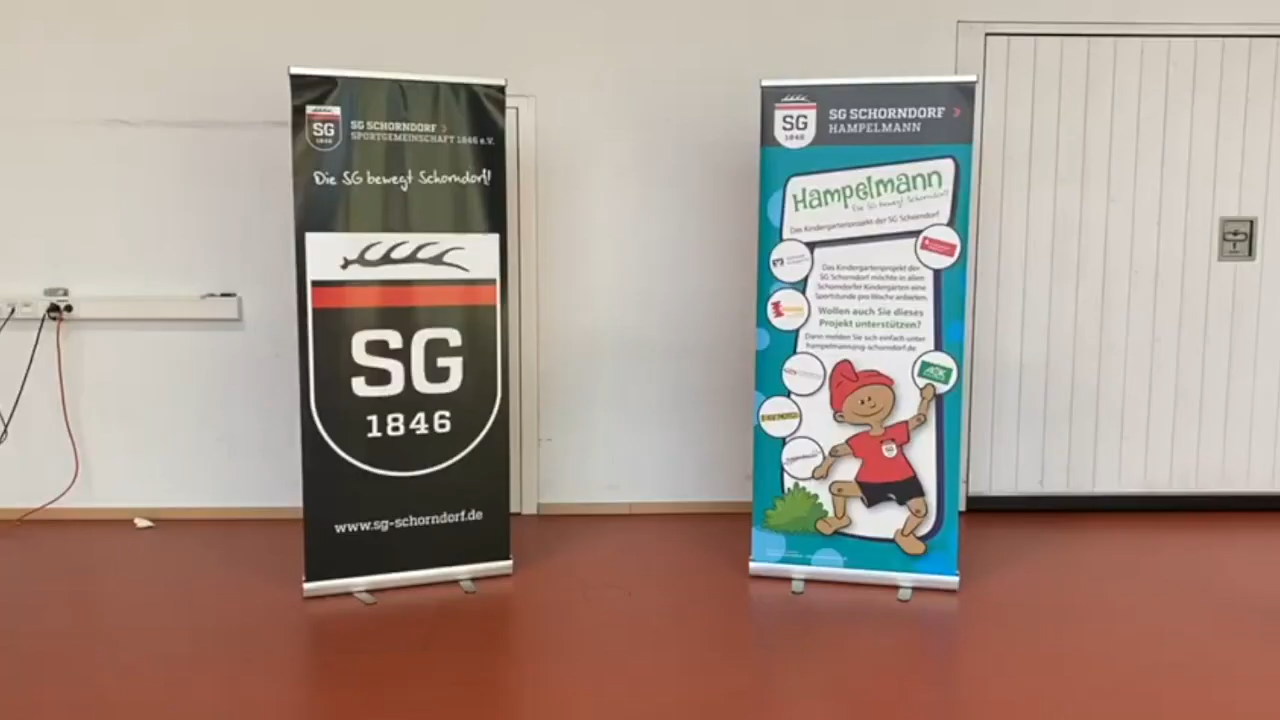 SG
1846
SG SCHORNDORF
SPORTGEMEINSCHAFT 1846 e.V.
Die SG bewegt Schorndorf!
SG
1846
www.sg-schorndorf.de
SG
1846
SG SCHORNDORF
HAMPELMANN
Hampelmann
Die SG bewegt Schorndorf!
Das Kindergartenprojekt der SG Schorndorf
Das Kindergartenprojekt der
SG Schorndorf möchte in allen
Schorndorfer Kindergärten eine
Sportstunde pro Woche anbieten.
Wollen auch Sie dieses
Projekt unterstützen?
Dann melden Sie sich einfach unter
AOK
SG